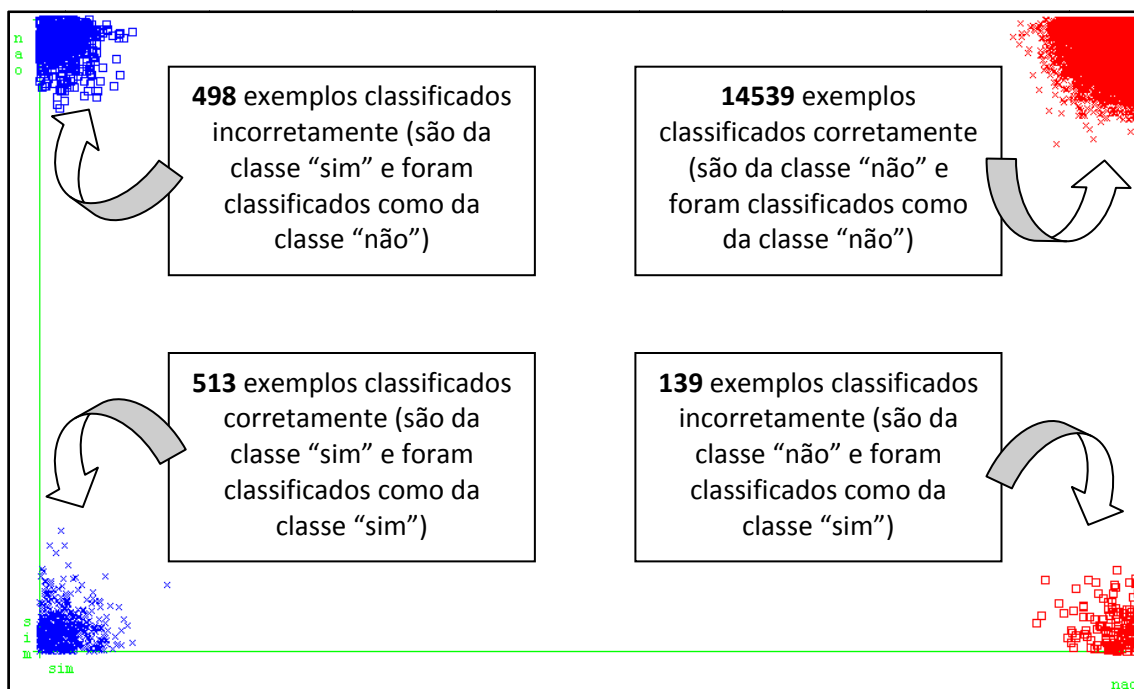 n
a
o
498 exemplos classificados
incorretamente (são da
classe “sim” e foram
classificados como da
classe “não”)
14539 exemplos
classificados corretamente
(são da classe “não” e
foram classificados como
da classe “não”)
513 exemplos classificados
corretamente (são da
classe “sim” e foram
classificados como da
classe “sim”)
139 exemplos classificados
incorretamente (são da
classe “não” e foram
classificados como da
classe “sim”)
s
i
m
sim
nao